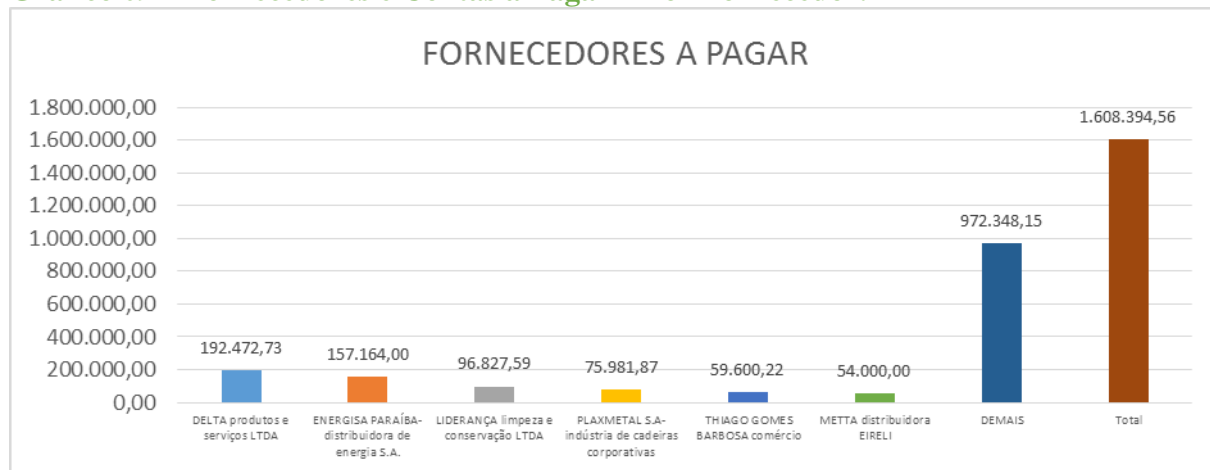 FORNECEDORES A PAGAR
1.800.000,00
1.600.000,00
1.400.000,00
1.200.000,00
1.000.000,00
800.000,00
600.000,00
400.000,00
200.000,00
0,00
192.472,73
157.164,00
96.827,59
75.981,87
59.600,22
54.000,00
972.348,15
1.608.394,56
DELTA produtos e
serviços LTDA
ENERGISA PARAÍBA-
distribuidora de
energia S.A.
LIDERANÇA limpeza e
conservação LTDA
PLAXMETAL S.A-
indústria de cadeiras
corporativas
THIAGO GOMES
BARBOSA comércio
METTA distribuidora
EIRELI
DEMAIS
Total